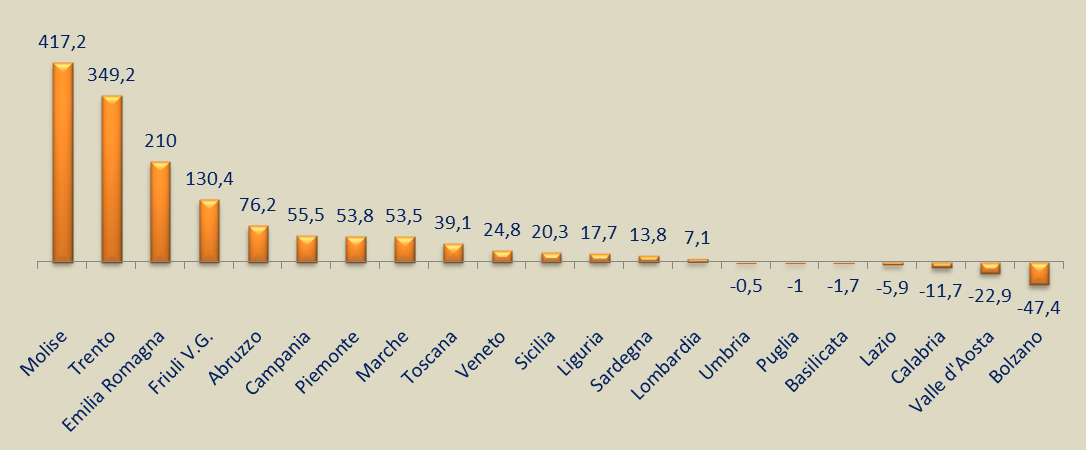 417,2
349,2
210
130,4
76,2
55,5
53,8
53,5
39,1
24,8
20,3
17,7
13,8
7,1
-0,5
-1
-1,7
-5,9
-11,7
-22,9
-47,4
Molise
Trento
Emilia Romagna
Friuli V.G.
Abruzzo
Campania
Piemonte
Marche
Toscana
Veneto
Sicilia
Liguria
Sardegna
Lombardia
Umbria
Puglia
Basilicata
Lazio
Calabria
Valle d'Aosta
Bolzano